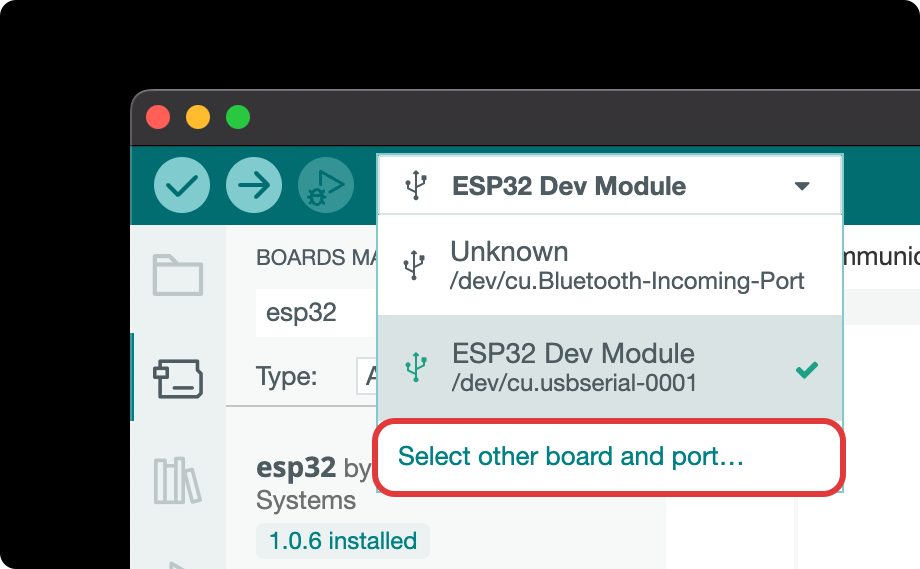 ESP32 Dev Module
Unknown
/dev/cu.Bluetooth-Incoming-Port
BOARDS MA
esp32
ESP32 Dev Module
/dev/cu.usbserial-0001
Type:
Select other board and port...
esp32 by
Systems
1.0.6 installed